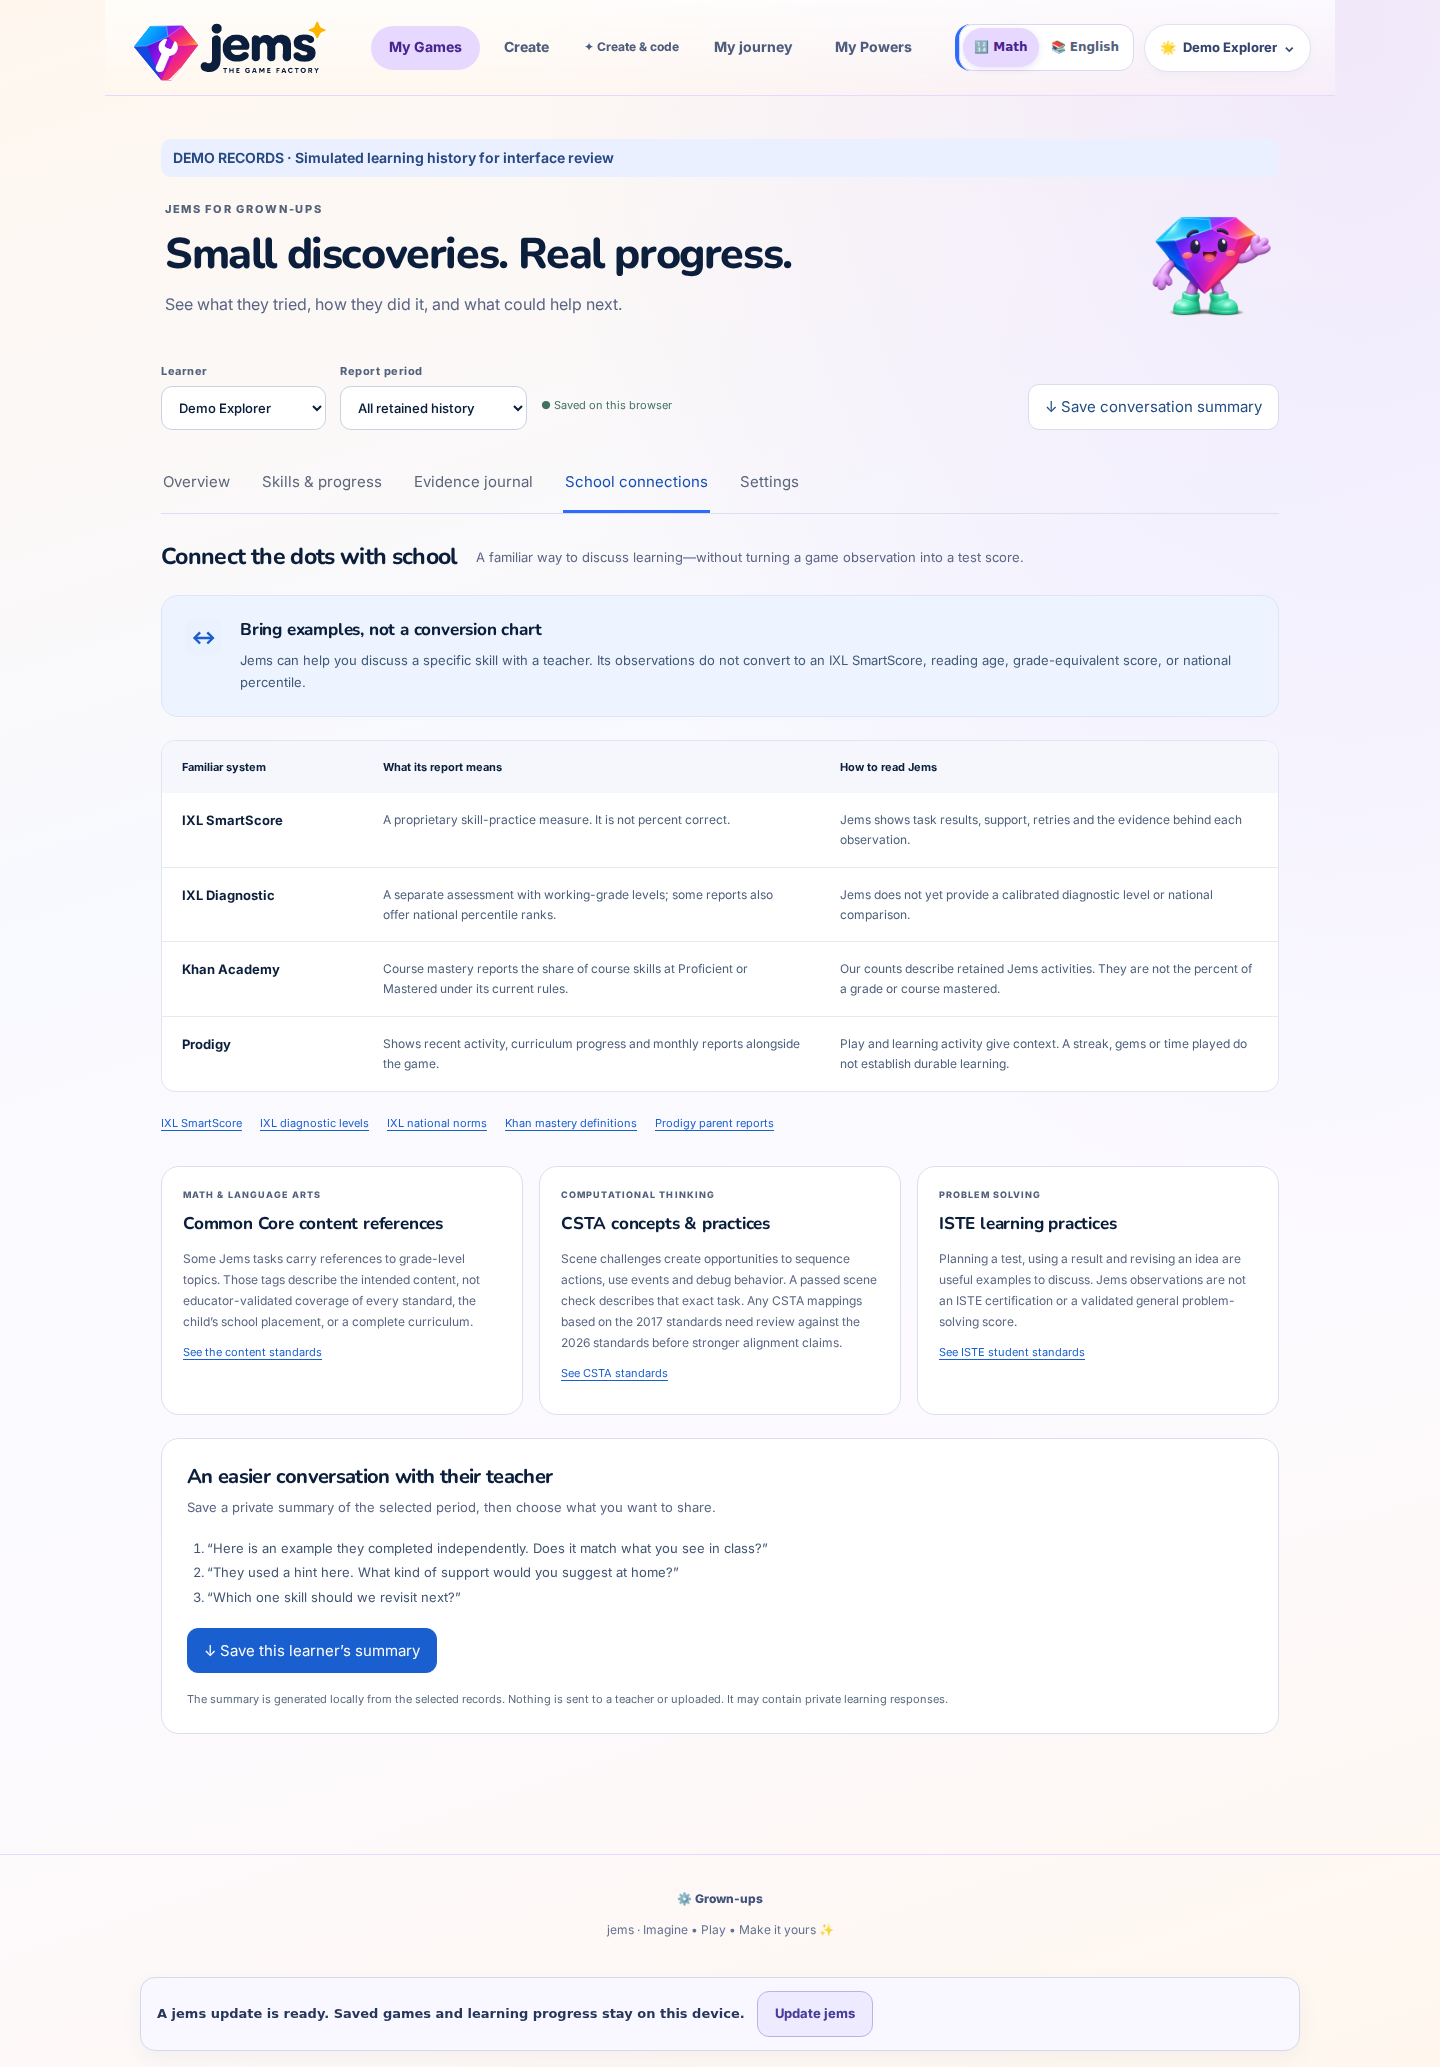 jems
THE GAME FACTORY
My Games
Create
✦ Create & code
My journey
My Powers
🔢 Math
📚 English
🌟 Demo Explorer
DEMO RECORDS · Simulated learning history for interface review
JEMS FOR GROWN-UPS
Small discoveries. Real progress.
See what they tried, how they did it, and what could help next.
Learner
Report period
Demo Explorer
All retained history
● Saved on this browser
↓ Save conversation summary
Overview
Skills & progress
Evidence journal
School connections
Settings
Connect the dots with school
A familiar way to discuss learning—without turning a game observation into a test score.
↔
Bring examples, not a conversion chart
Jems can help you discuss a specific skill with a teacher. Its observations do not convert to an IXL SmartScore, reading age, grade-equivalent score, or national
percentile.
Familiar system
What its report means
How to read Jems
IXL SmartScore
A proprietary skill-practice measure. It is not percent correct.
Jems shows task results, support, retries and the evidence behind each
observation.
IXL Diagnostic
A separate assessment with working-grade levels; some reports also
offer national percentile ranks.
Jems does not yet provide a calibrated diagnostic level or national
comparison.
Khan Academy
Course mastery reports the share of course skills at Proficient or
Mastered under its current rules.
Our counts describe retained Jems activities. They are not the percent of
a grade or course mastered.
Prodigy
Shows recent activity, curriculum progress and monthly reports alongside
the game.
Play and learning activity give context. A streak, gems or time played do
not establish durable learning.
IXL SmartScore
IXL diagnostic levels
IXL national norms
Khan mastery definitions
Prodigy parent reports
MATH & LANGUAGE ARTS
Common Core content references
Some Jems tasks carry references to grade-level
topics. Those tags describe the intended content, not
educator-validated coverage of every standard, the
child’s school placement, or a complete curriculum.
See the content standards
COMPUTATIONAL THINKING
CSTA concepts & practices
Scene challenges create opportunities to sequence
actions, use events and debug behavior. A passed scene
check describes that exact task. Any CSTA mappings
based on the 2017 standards need review against the
2026 standards before stronger alignment claims.
See CSTA standards
PROBLEM SOLVING
ISTE learning practices
Planning a test, using a result and revising an idea are
useful examples to discuss. Jems observations are not
an ISTE certification or a validated general problem-
solving score.
See ISTE student standards
An easier conversation with their teacher
Save a private summary of the selected period, then choose what you want to share.
1. “Here is an example they completed independently. Does it match what you see in class?”
2. “They used a hint here. What kind of support would you suggest at home?”
3. “Which one skill should we revisit next?”
↓ Save this learner’s summary
The summary is generated locally from the selected records. Nothing is sent to a teacher or uploaded. It may contain private learning responses.
⚙️ Grown-ups
jems · Imagine • Play • Make it yours ✨
A jems update is ready. Saved games and learning progress stay on this device.
Update jems